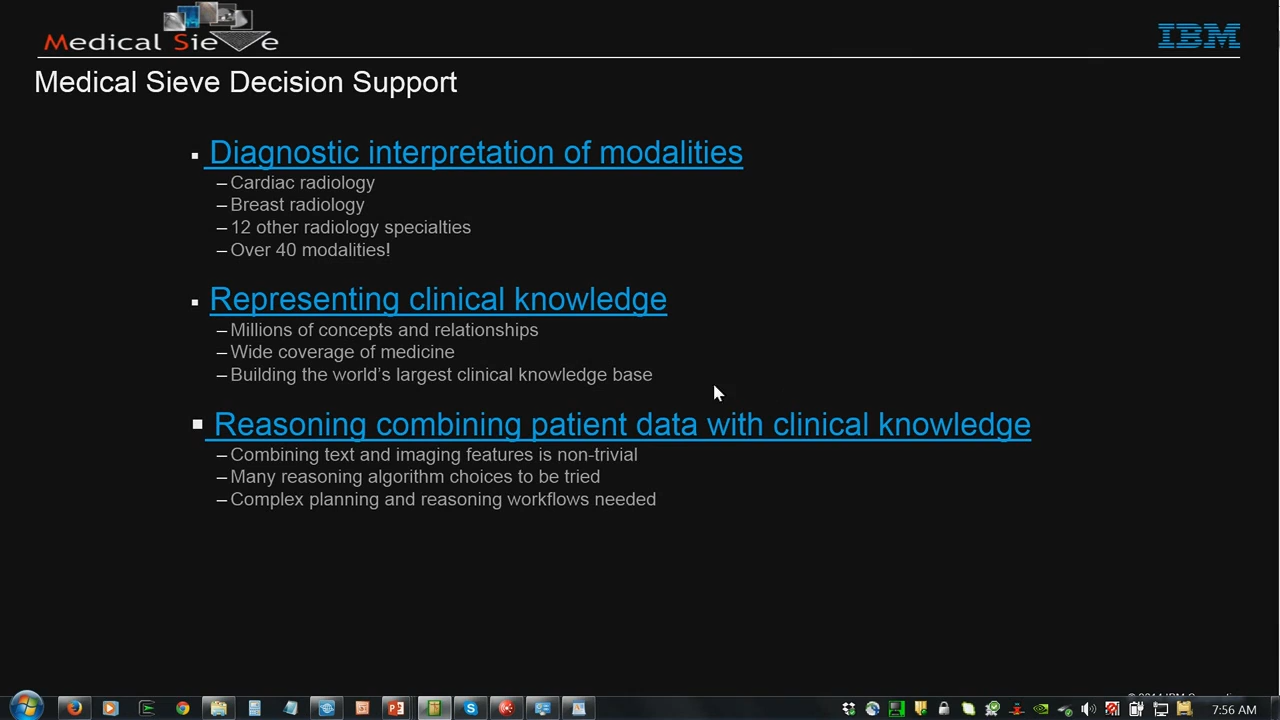 Medical Sieve
IBM
Medical Sieve Decision Support
▪ Diagnostic interpretation of modalities
– Cardiac radiology
– Breast radiology
– 12 other radiology specialties
– Over 40 modalities!
▪ Representing clinical knowledge
– Millions of concepts and relationships
– Wide coverage of medicine
– Building the world's largest clinical knowledge base
▪ Reasoning combining patient data with clinical knowledge
– Combining text and imaging features is non-trivial
– Many reasoning algorithm choices to be tried
– Complex planning and reasoning workflows needed
7:56 AM